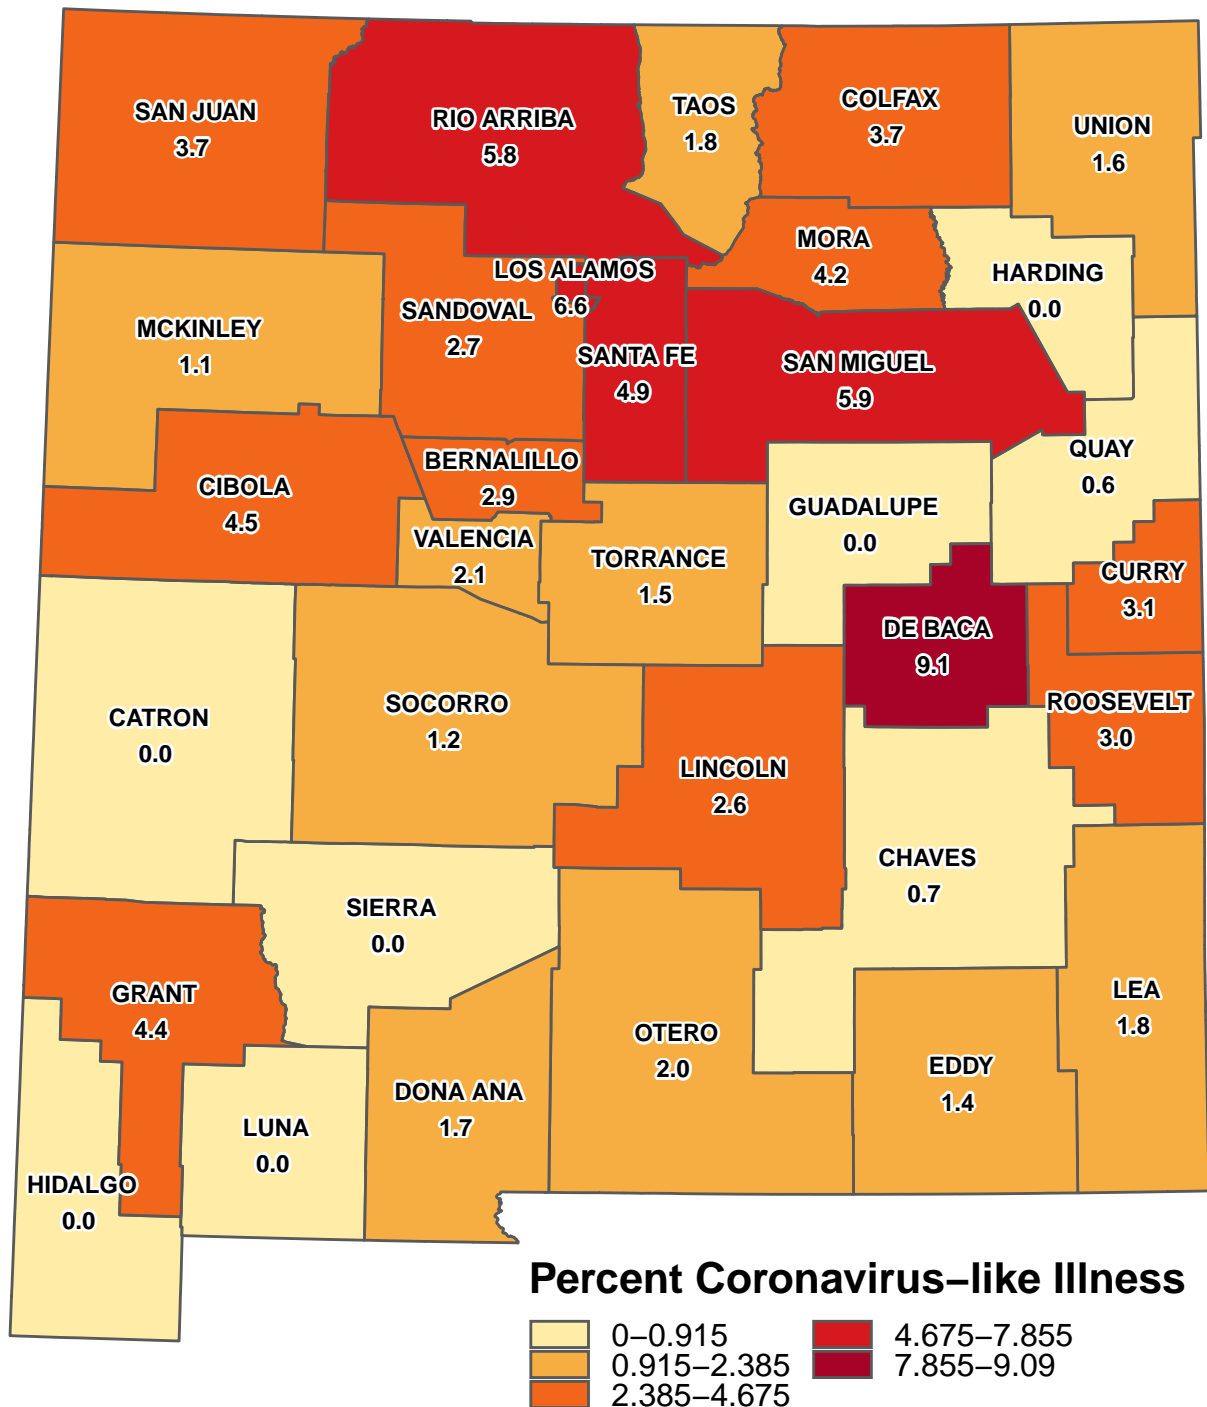 SAN JUAN
3.7
RIO ARRIBA
5.8
TAOS
1.8
COLFAX
3.7
UNION
1.6
MORA
4.2
HARDING
0.0
LOS ALAMOS
6.6
SANDOVAL
2.7
MCKINLEY
1.1
SANTA FE
4.9
SAN MIGUEL
5.9
QUAY
0.6
BERNALILLO
2.9
CIBOLA
4.5
GUADALUPE
0.0
VALENCIA
2.1
TORRANCE
1.5
CURRY
3.1
DE BACA
9.1
ROOSEVELT
3.0
CATRON
0.0
SOCORRO
1.2
LINCOLN
2.6
CHAVES
0.7
SIERRA
0.0
GRANT
4.4
LEA
1.8
OTERO
2.0
EDDY
1.4
DONA ANA
1.7
LUNA
0.0
HIDALGO
0.0
Percent Coronavirus−like Illness
0−0.915
0.915−2.385
2.385−4.675
4.675−7.855
7.855−9.09